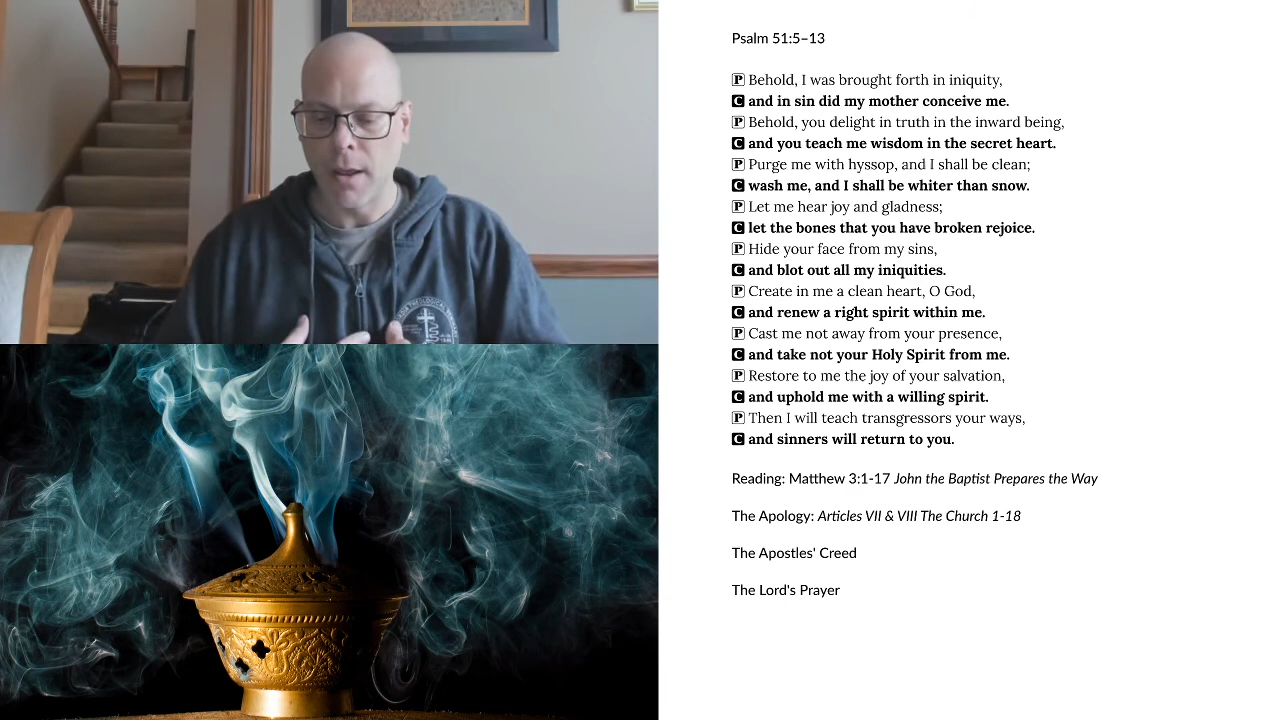 Psalm 51:5–13
P Behold, I was brought forth in iniquity,
C and in sin did my mother conceive me.
P Behold, you delight in truth in the inward being,
C and you teach me wisdom in the secret heart.
P Purge me with hyssop, and I shall be clean;
C wash me, and I shall be whiter than snow.
P Let me hear joy and gladness;
C let the bones that you have broken rejoice.
P Hide your face from my sins,
C and blot out all my iniquities.
P Create in me a clean heart, O God,
C and renew a right spirit within me.
P Cast me not away from your presence,
C and take not your Holy Spirit from me.
P Restore to me the joy of your salvation,
C and uphold me with a willing spirit.
P Then I will teach transgressors your ways,
C and sinners will return to you.
Reading: Matthew 3:1-17 John the Baptist Prepares the Way
The Apology: Articles VII & VIII The Church 1-18
The Apostles' Creed
The Lord's Prayer